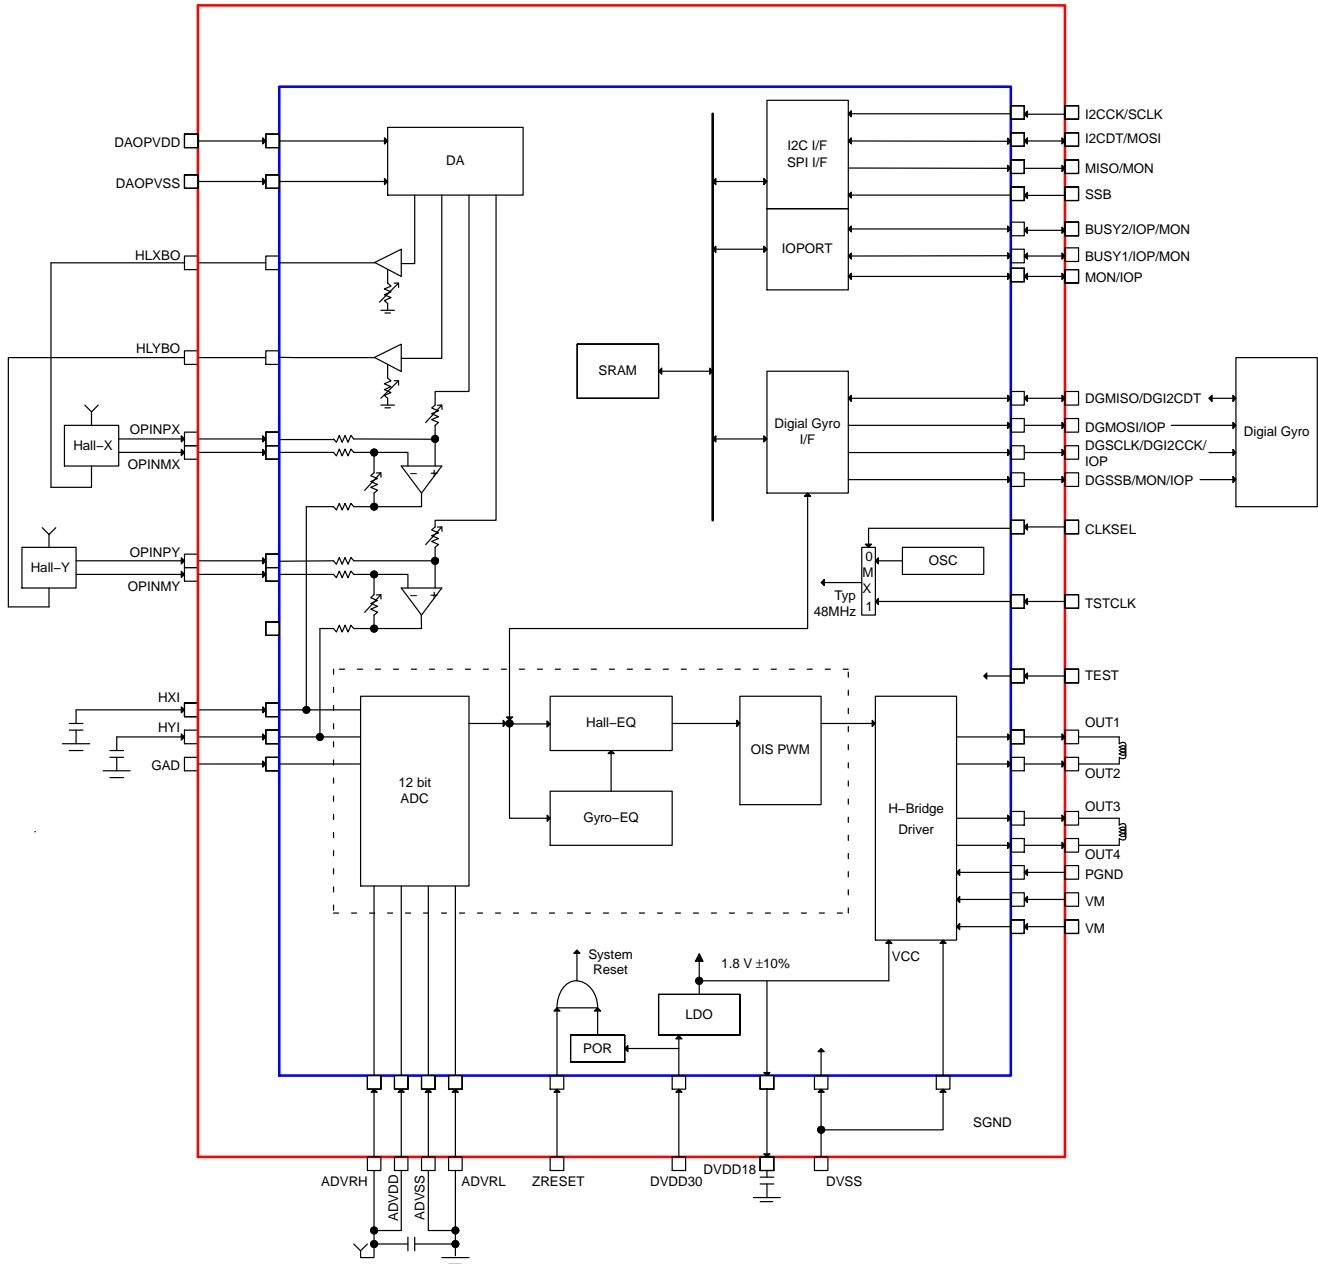 DAOPVDD
DAOPVSS
HLXBO
HLYBO
Hall−X
OPINPX
OPINMX
Hall−Y
OPINPY
OPINMY
HXI
HYI
GAD
DA
I2C I/F
SPI I/F
IOPORT
SRAM
Digial Gyro
I/F
0
M
X
1
OSC
Typ
48MHz
12 bit
ADC
Hall−EQ
Gyro−EQ
OIS PWM
H−Bridge
Driver
VCC
System
Reset
1.8 V ±10%
LDO
POR
I2CCK/SCLK
I2CDT/MOSI
MISO/MON
SSB
BUSY2/IOP/MON
BUSY1/IOP/MON
MON/IOP
DGMISO/DGI2CDT
DGMOSI/IOP
DGSCLK/DGI2CCK/
IOP
DGSSB/MON/IOP
Digial Gyro
CLKSEL
TSTCLK
TEST
OUT1
OUT2
OUT3
OUT4
PGND
VM
VM
SGND
ADVRH
ADVDD
ADVSS
ADVRL
ZRESET
DVDD30
DVDD18
DVSS